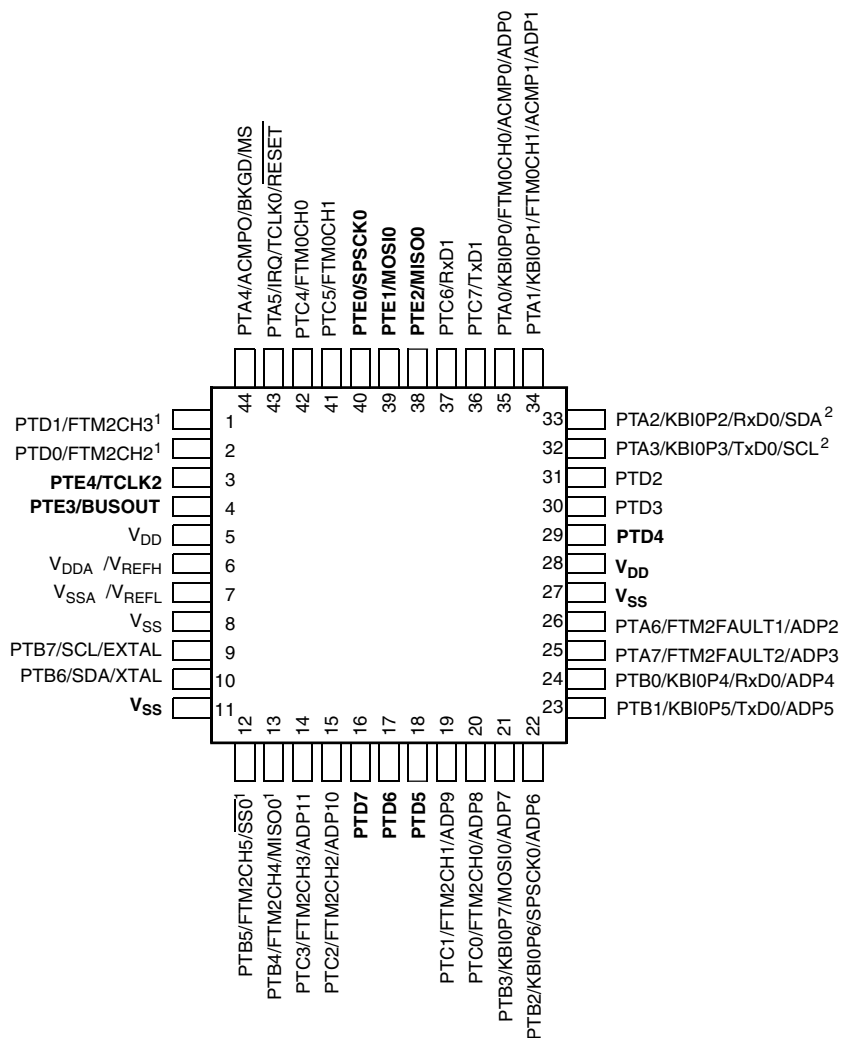 PTA4/ACMPO/BKGD/MS
PTA5/IRQ/TCLK0/RESET
PTC4/FTM0CH0
PTC5/FTM0CH1
PTE0/SPSCK0
PTE1/MOSI0
PTE2/MISO0
PTC6/RxD1
PTC7/TxD1
PTA0/KBI0P0/FTM0CH0/ACMP0/ADP0
PTA1/KBI0P1/FTM0CH1/ACMP1/ADP1
44
43
42
41
40
39
38
37
36
35
34
PTD1/FTM2CH3¹ 1
PTD0/FTM2CH2¹ 2
PTE4/TCLK2 3
PTE3/BUSOUT 4
VDD 5
VDDA /VREFH 6
VSSA /VREFL 7
VSS 8
PTB7/SCL/EXTAL 9
PTB6/SDA/XTAL 10
VSS 11
33 PTA2/KBI0P2/RxD0/SDA²
32 PTA3/KBI0P3/TxD0/SCL²
31 PTD2
30 PTD3
29 PTD4
28 VDD
27 VSS
26 PTA6/FTM2FAULT1/ADP2
25 PTA7/FTM2FAULT2/ADP3
24 PTB0/KBI0P4/RxD0/ADP4
23 PTB1/KBI0P5/TxD0/ADP5
12
13
14
15
16
17
18
19
20
21
22
PTB5/FTM2CH5/SS0¹
PTB4/FTM2CH4/MISO0¹
PTC3/FTM2CH3/ADP11
PTC2/FTM2CH2/ADP10
PTD7
PTD6
PTD5
PTC1/FTM2CH1/ADP9
PTC0/FTM2CH0/ADP8
PTB3/KBI0P7/MOSI0/ADP7
PTB2/KBI0P6/SPSCK0/ADP6